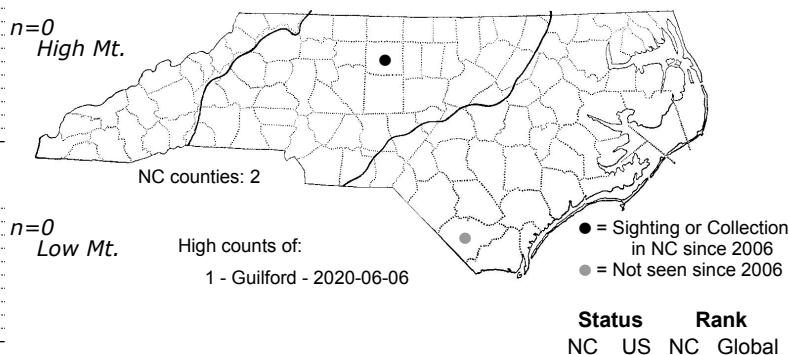 n=0
High Mt.
NC counties: 2
n=0
Low Mt.
High counts of:
1 - Guilford - 2020-06-06
● = Sighting or Collection
in NC since 2006
● = Not seen since 2006
Status Rank
NC US NC Global